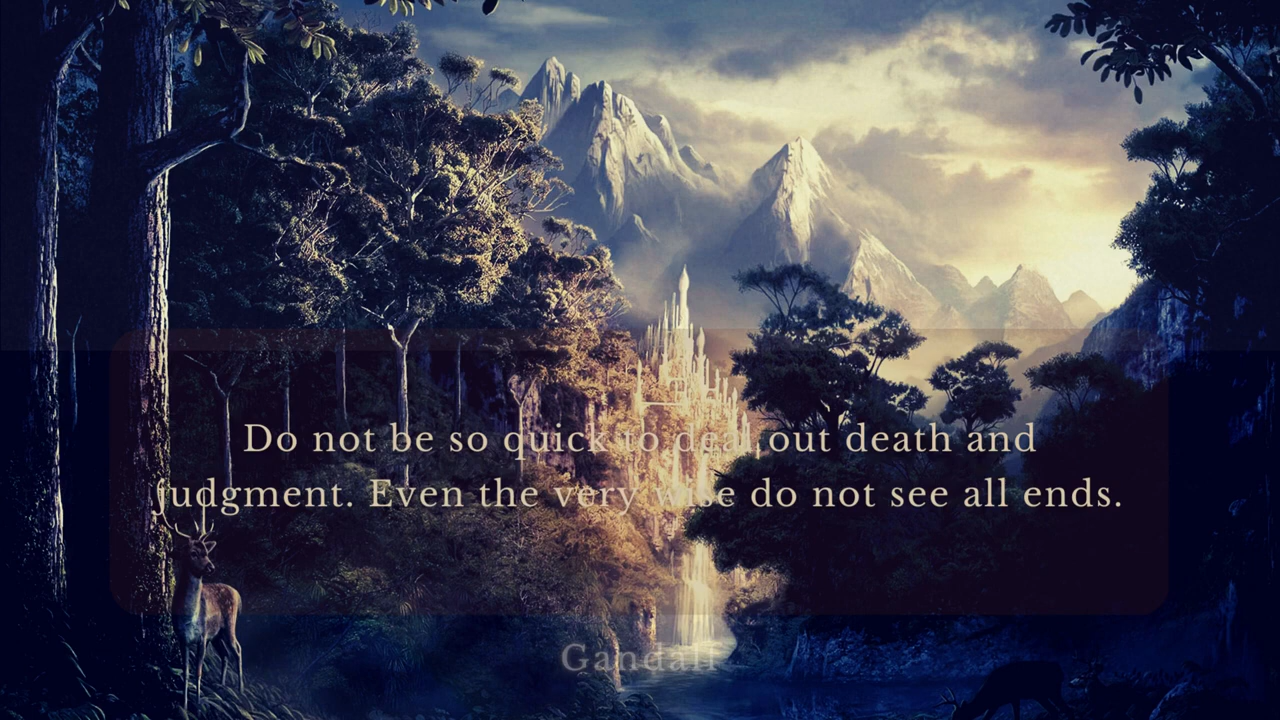 Do not be so quick to deal out death and
judgment. Even the very wise do not see all ends.
Gandalf